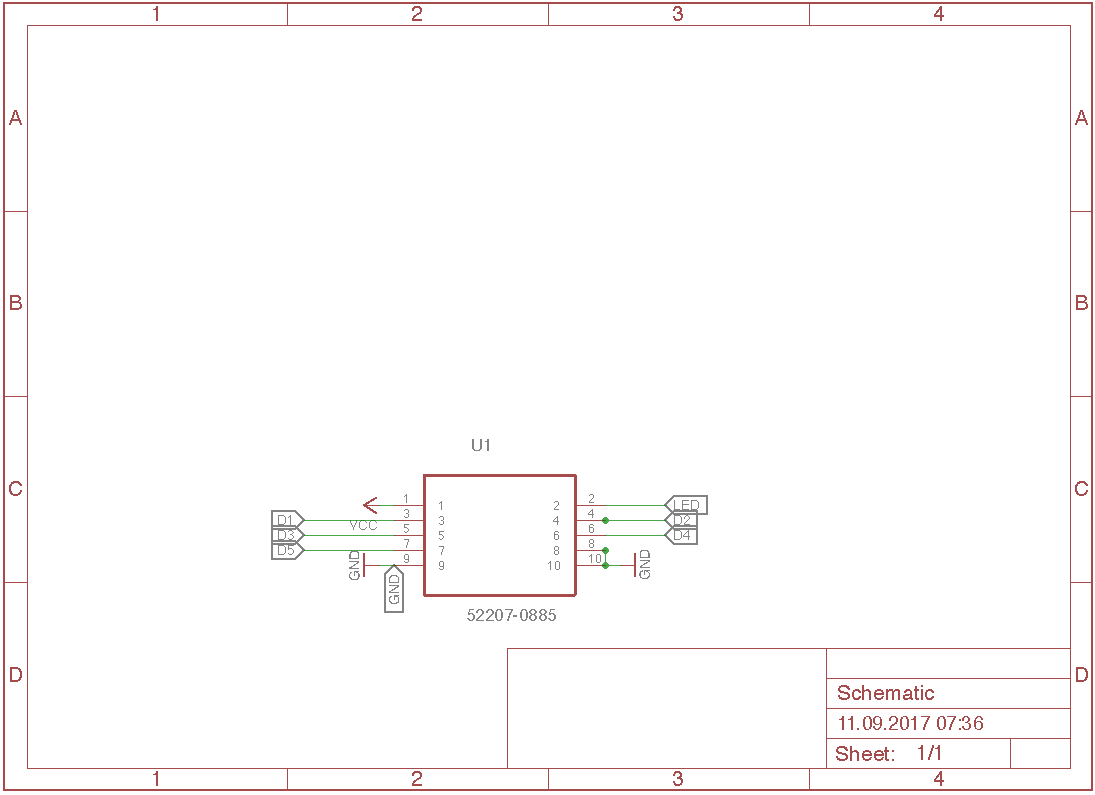 1 2 3 4
A A
B B
U1
C C
1 1 2 2 LED
3 3 4 4
D1 VCC D2
5 5 6 6
D3 D4
7 7 8 8
D5
9 9 10 10
GND GND GND
52207-0885
D D
Schematic
11.09.2017 07:36
Sheet: 1/1
1 2 3 4